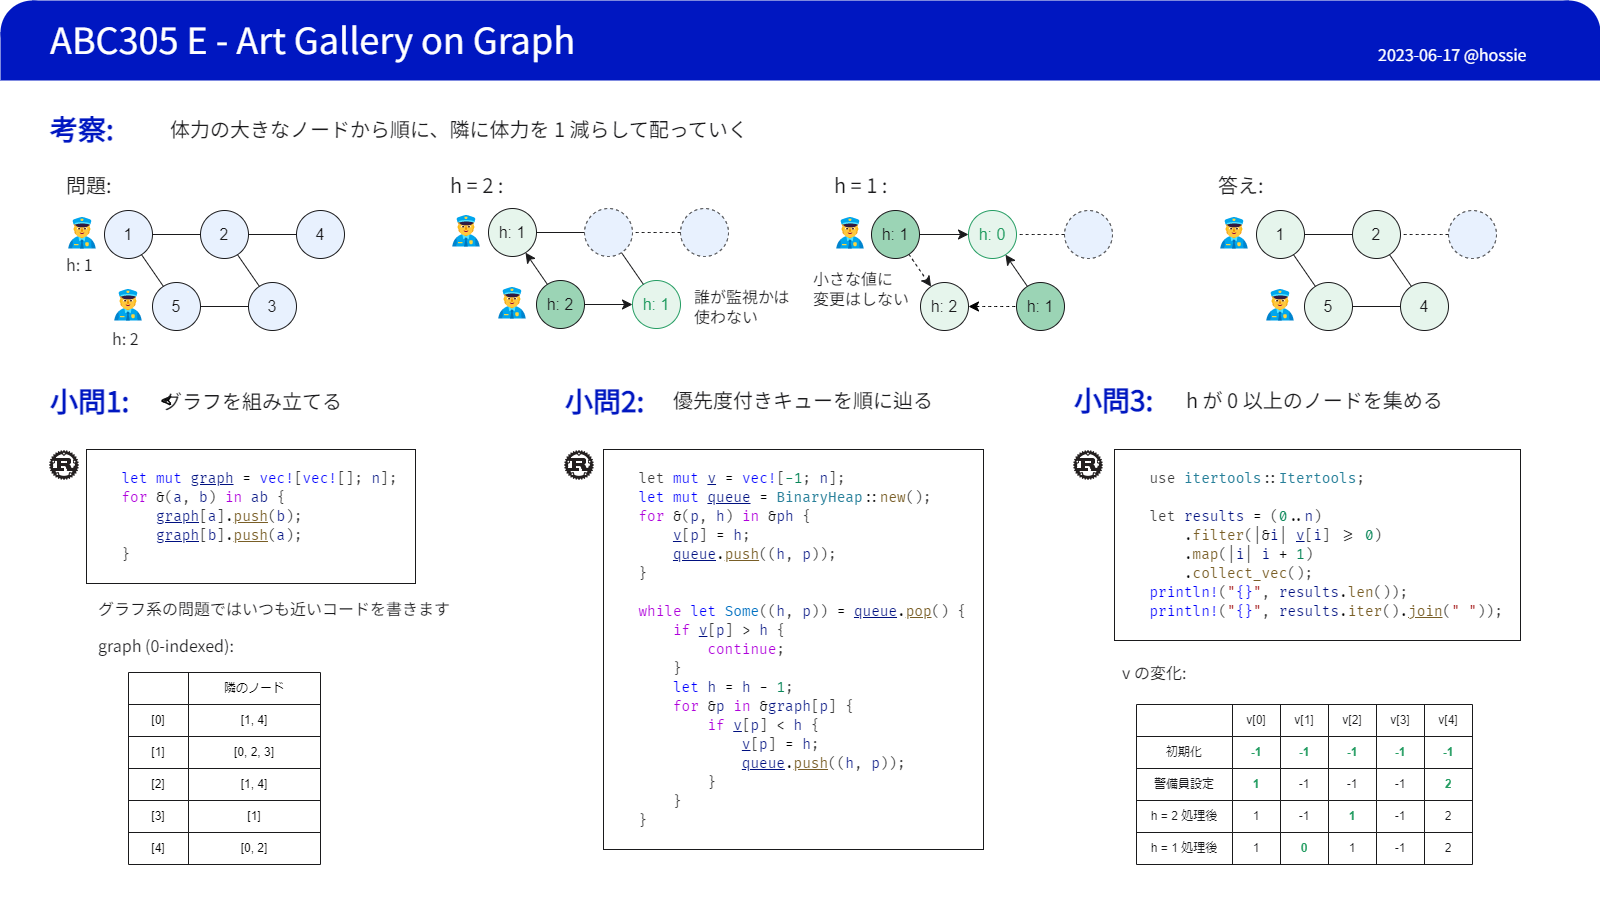 ABC305 E - Art Gallery on Graph
2023-06-17 @hossie
考察:
体力の大きなノードから順に、隣に体力を 1 減らして配っていく
問題:
1
2
4
h: 1
5
3
h: 2
h = 2 :
h: 1
h: 2
h: 1
誰が監視かは
使わない
h = 1 :
h: 1
h: 0
小さな値に
変更はしない
h: 2
h: 1
答え:
1
2
5
4
小問1:
グラフを組み立てる
R
let mut graph = vec![vec![]; n];
for &(a, b) in ab {
    graph[a].push(b);
    graph[b].push(a);
}
グラフ系の問題ではいつも近いコードを書きます
graph (0-indexed):
隣のノード
[0] [1, 4]
[1] [0, 2, 3]
[2] [1, 4]
[3] [1]
[4] [0, 2]
小問2:
優先度付きキューを順に辿る
R
let mut v = vec![-1; n];
let mut queue = BinaryHeap::new();
for &(p, h) in &ph {
    v[p] = h;
    queue.push((h, p));
}
while let Some((h, p)) = queue.pop() {
    if v[p] > h {
        continue;
    }
    let h = h - 1;
    for &p in &graph[p] {
        if v[p] < h {
            v[p] = h;
            queue.push((h, p));
        }
    }
}
小問3:
h が 0 以上のノードを集める
R
use itertools::Itertools;
let results = (0..n)
    .filter(|&i| v[i] >= 0)
    .map(|i| i + 1)
    .collect_vec();
println!("{}", results.len());
println!("{}", results.iter().join(" "));
v の変化:
v[0] v[1] v[2] v[3] v[4]
初期化 -1 -1 -1 -1 -1
警備員設定 1 -1 -1 -1 2
h = 2 処理後 1 -1 1 -1 2
h = 1 処理後 1 0 1 -1 2